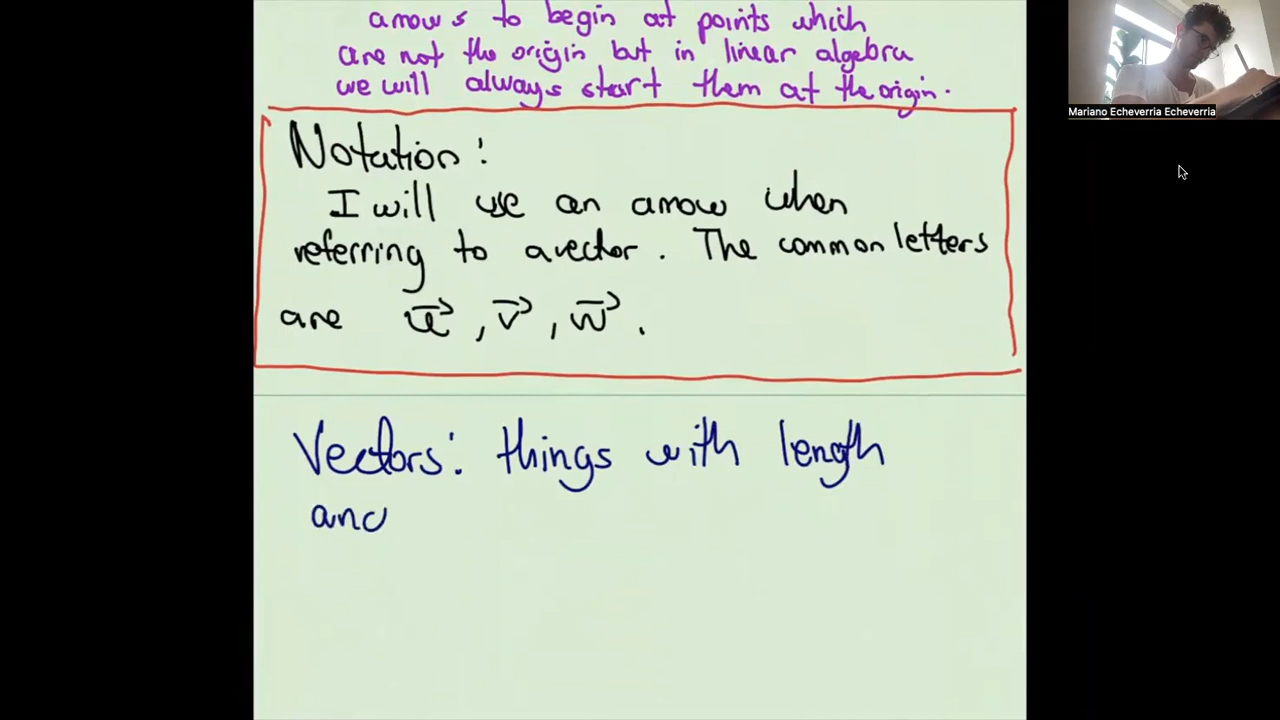 arrows to begin at points which
are not the origin but in linear algebra
we will always start them at the origin.
Mariano Echeverria Echeverria
Notation:
I will use an arrow when
referring to a vector. The common letters
are u⃗, v⃗, w⃗.
Vectors: things with length
and